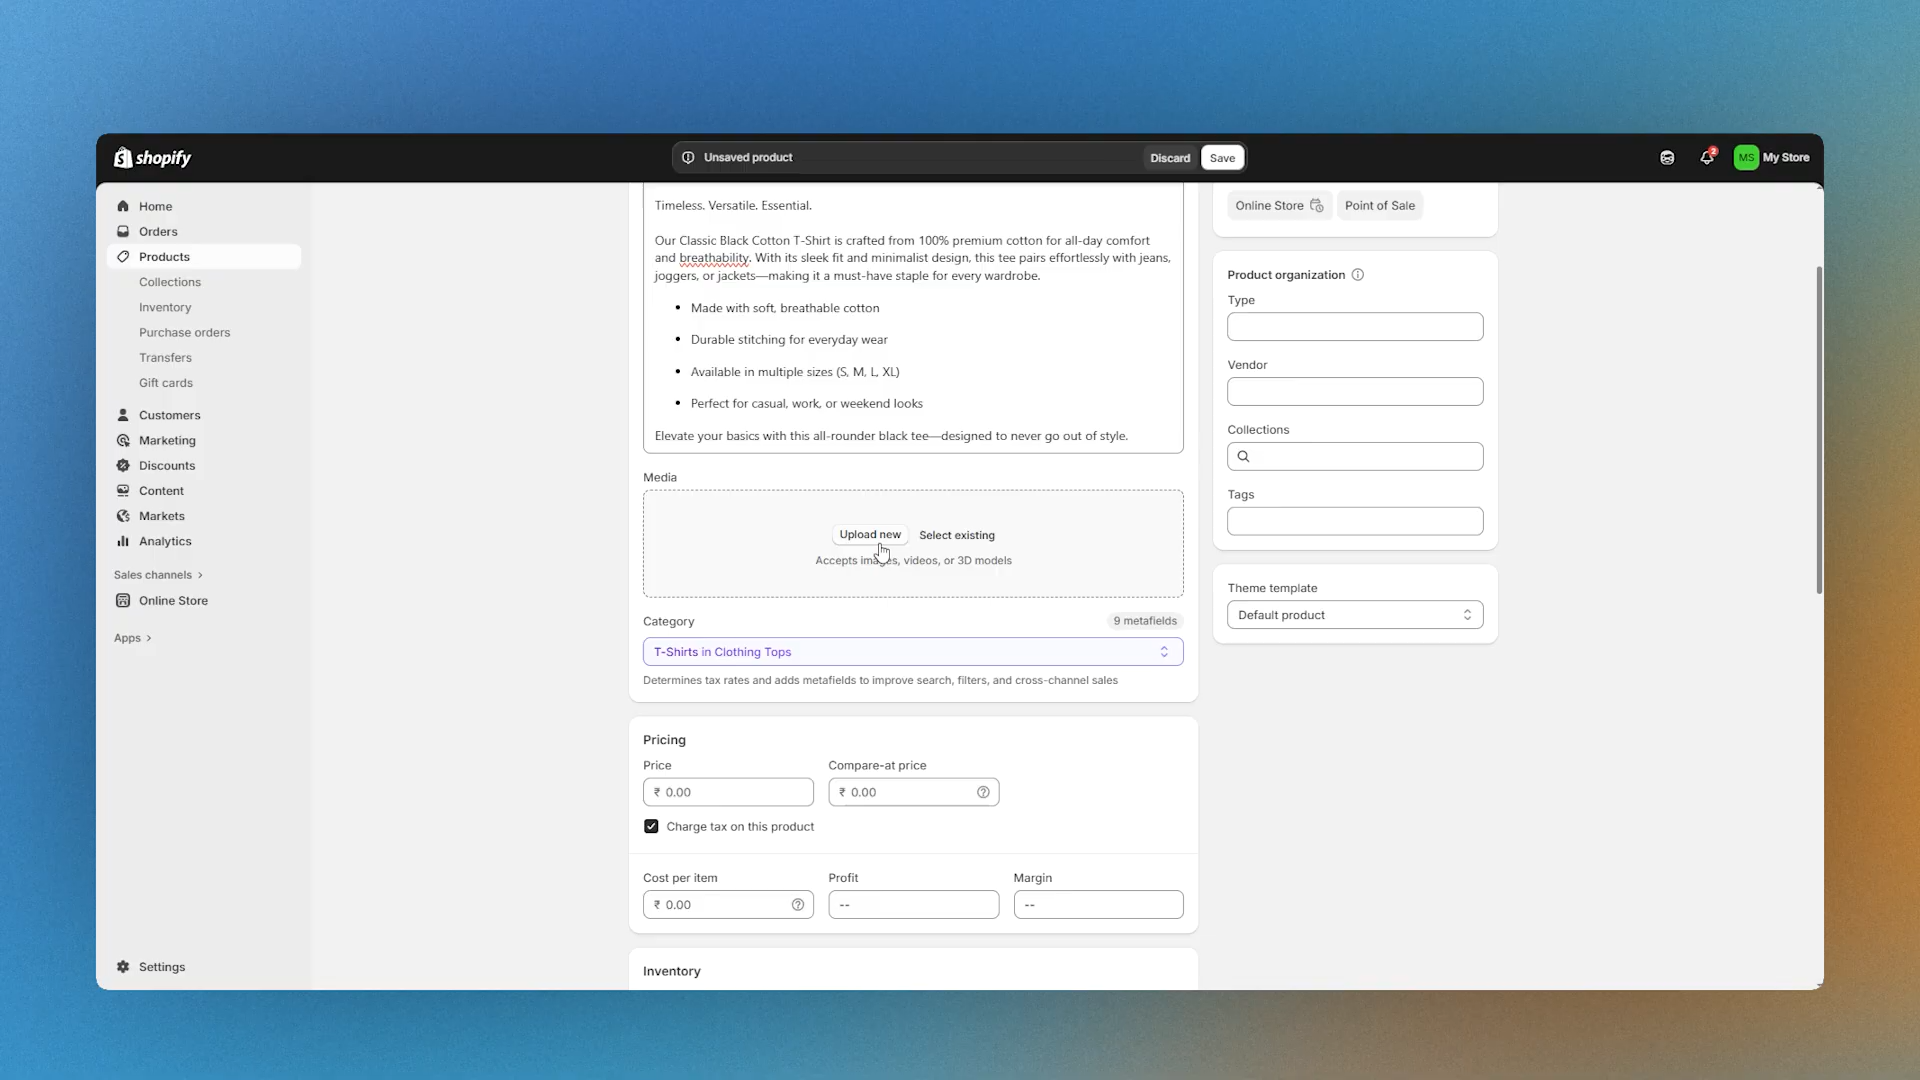 shopify
Unsaved product
Discard
Save
2
MS
My Store
Home
Orders
Products
Collections
Inventory
Purchase orders
Transfers
Gift cards
Customers
Marketing
Discounts
Content
Markets
Analytics
Sales channels
Online Store
Apps
Settings
Timeless. Versatile. Essential.
Our Classic Black Cotton T-Shirt is crafted from 100% premium cotton for all-day comfort
and breathability. With its sleek fit and minimalist design, this tee pairs effortlessly with jeans,
joggers, or jackets—making it a must-have staple for every wardrobe.
• Made with soft, breathable cotton
• Durable stitching for everyday wear
• Available in multiple sizes (S, M, L, XL)
• Perfect for casual, work, or weekend looks
Elevate your basics with this all-rounder black tee—designed to never go out of style.
Media
Upload new
Select existing
Accepts images, videos, or 3D models
Category
9 metafields
T-Shirts in Clothing Tops
Determines tax rates and adds metafields to improve search, filters, and cross-channel sales
Pricing
Price
Compare-at price
₹ 0.00
₹ 0.00
Charge tax on this product
Cost per item
Profit
Margin
₹ 0.00
--
--
Inventory
Online Store
Point of Sale
Product organization
Type
Vendor
Collections
Tags
Theme template
Default product